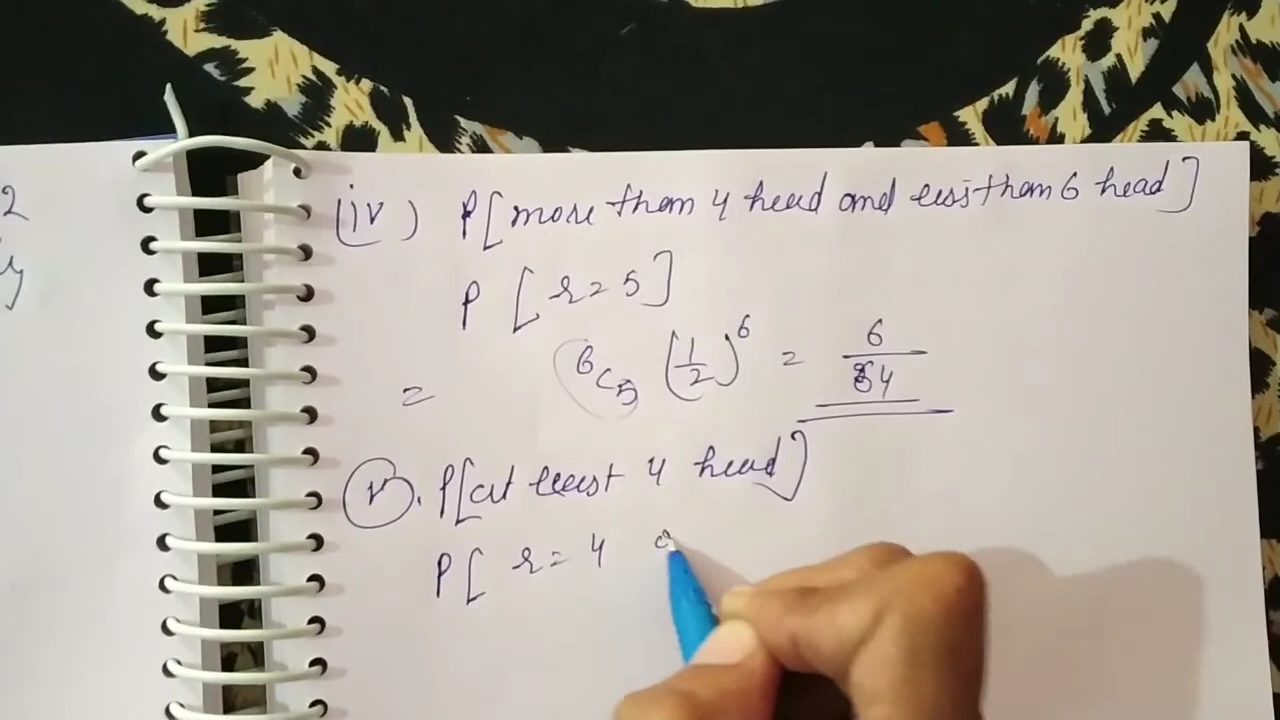 2
y
(iv) P[more than 4 head and less than 6 head]
P [r = 5]
= ⁶C₅ (1/2)⁶ = 6/64
(v). P[at least 4 head]
P[ r = 4 o